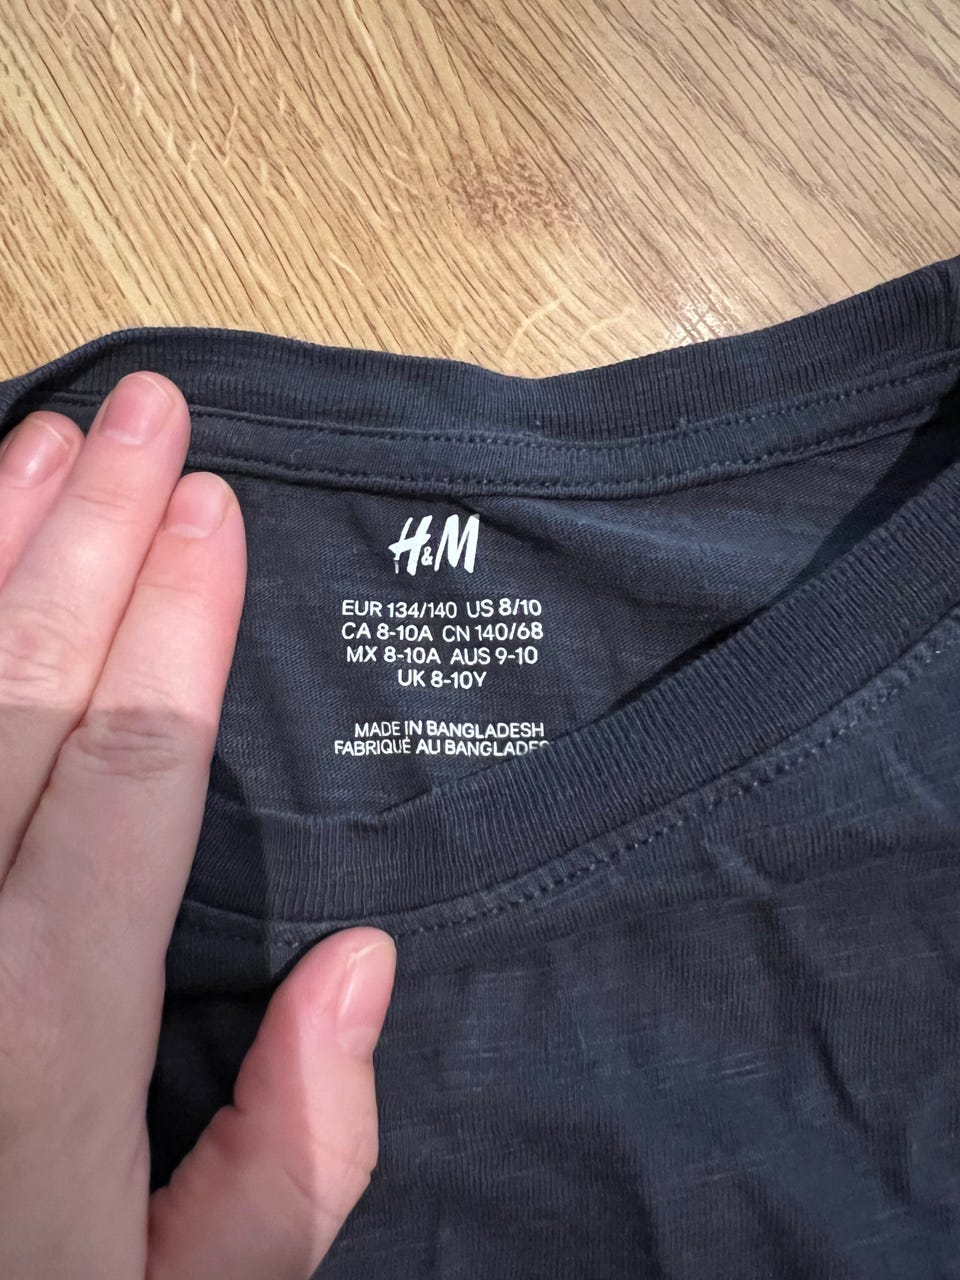 H&M
EUR 134/140 US 8/10
CA 8-10A CN 140/68
MX 8-10A AUS 9-10
UK 8-10Y
MADE IN BANGLADESH
FABRIQUÉ AU